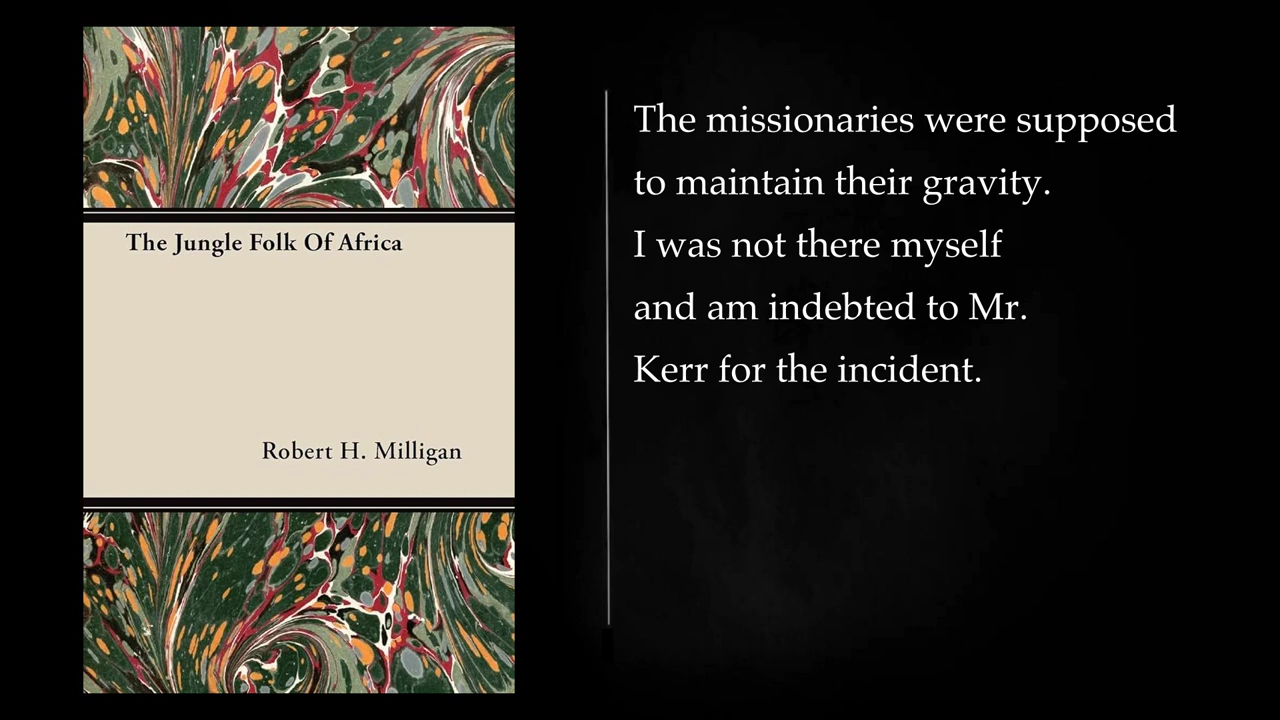 The Jungle Folk Of Africa
Robert H. Milligan
The missionaries were supposed
to maintain their gravity.
I was not there myself
and am indebted to Mr.
Kerr for the incident.